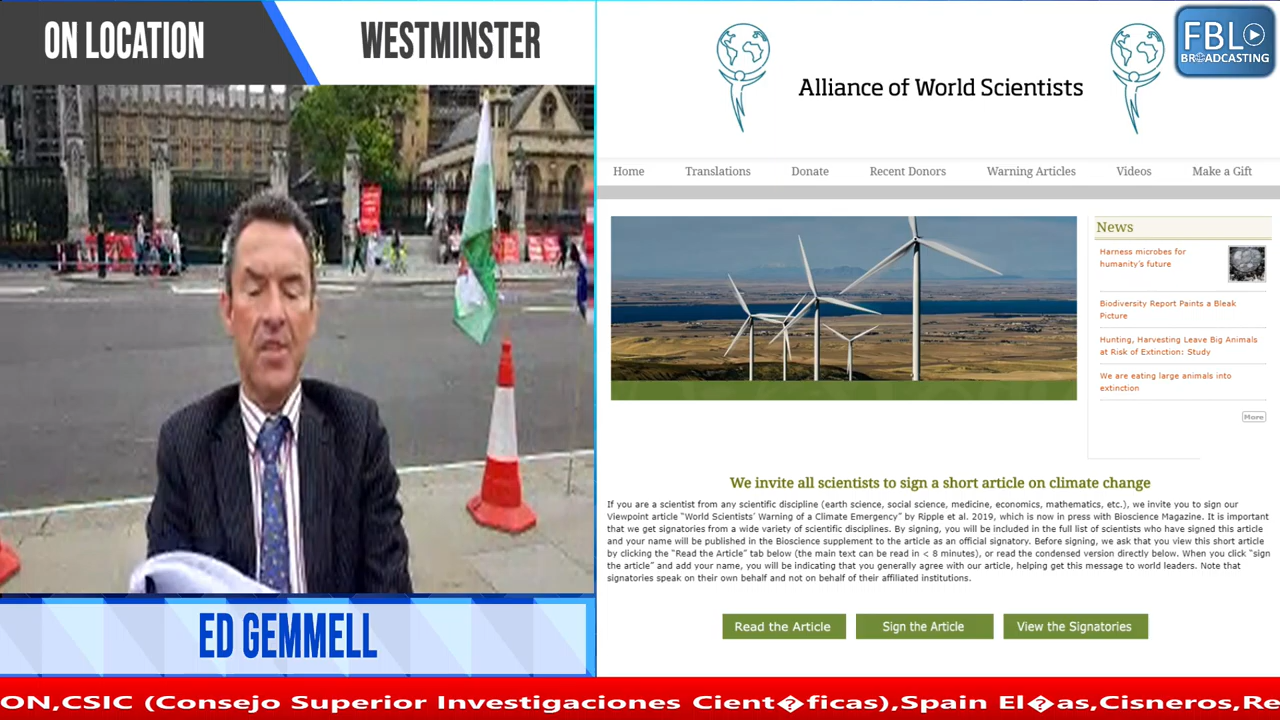 ON LOCATION
WESTMINSTER
FBL
BROADCASTING
Alliance of World Scientists
Home
Translations
Donate
Recent Donors
Warning Articles
Videos
Make a Gift
News
Harness microbes for
humanity's future
Biodiversity Report Paints a Bleak
Picture
Hunting, Harvesting Leave Big Animals
at Risk of Extinction: Study
We are eating large animals into
extinction
More
We invite all scientists to sign a short article on climate change
If you are a scientist from any scientific discipline (earth science, social science, medicine, economics, mathematics, etc.), we invite you to sign our
Viewpoint article "World Scientists' Warning of a Climate Emergency" by Ripple et al. 2019, which is now in press with Bioscience Magazine. It is important
that we get signatories from a wide variety of scientific disciplines. By signing, you will be included in the full list of scientists who have signed this article
and your name will be published in the Bioscience supplement to the article as an official signatory. Before signing, we ask that you view this short article
by clicking the "Read the Article" tab below (the main text can be read in < 8 minutes), or read the condensed version directly below. When you click "sign
the article" and add your name, you will be indicating that you generally agree with our article, helping get this message to world leaders. Note that
signatories speak on their own behalf and not on behalf of their affiliated institutions.
Read the Article
Sign the Article
View the Signatories
ED GEMMELL
ON,CSIC (Consejo Superior Investigaciones Cient�ficas),Spain El�as,Cisneros,Re